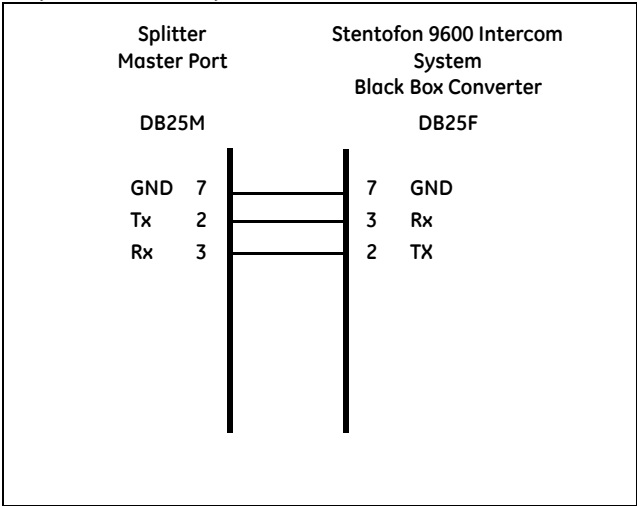 Splitter
Master Port
Stentofon 9600 Intercom
System
Black Box Converter
DB25M
DB25F
GND 7 7 GND
Tx 2 3 Rx
Rx 3 2 TX